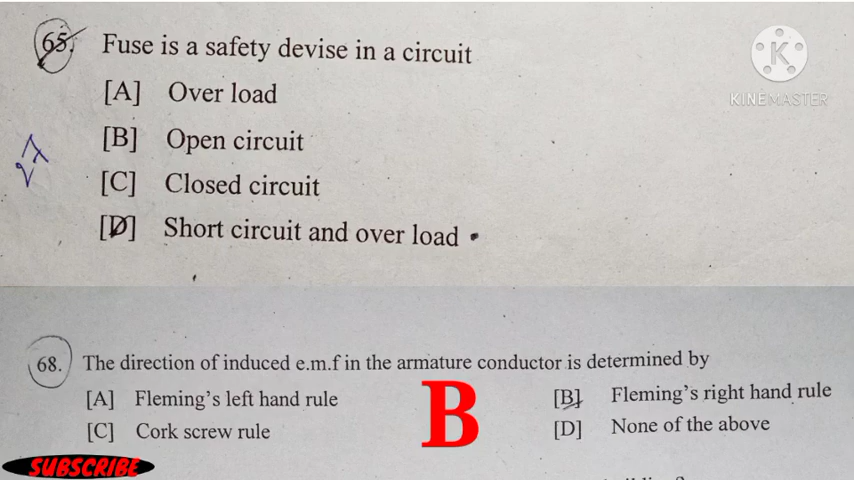 65. Fuse is a safety devise in a circuit
[A] Over load
[B] Open circuit
[C] Closed circuit
[D] Short circuit and over load
KINEMASTER
68. The direction of induced e.m.f in the armature conductor is determined by
[A] Fleming's left hand rule [B] Fleming's right hand rule
[C] Cork screw rule [D] None of the above
B
SUBSCRIBE